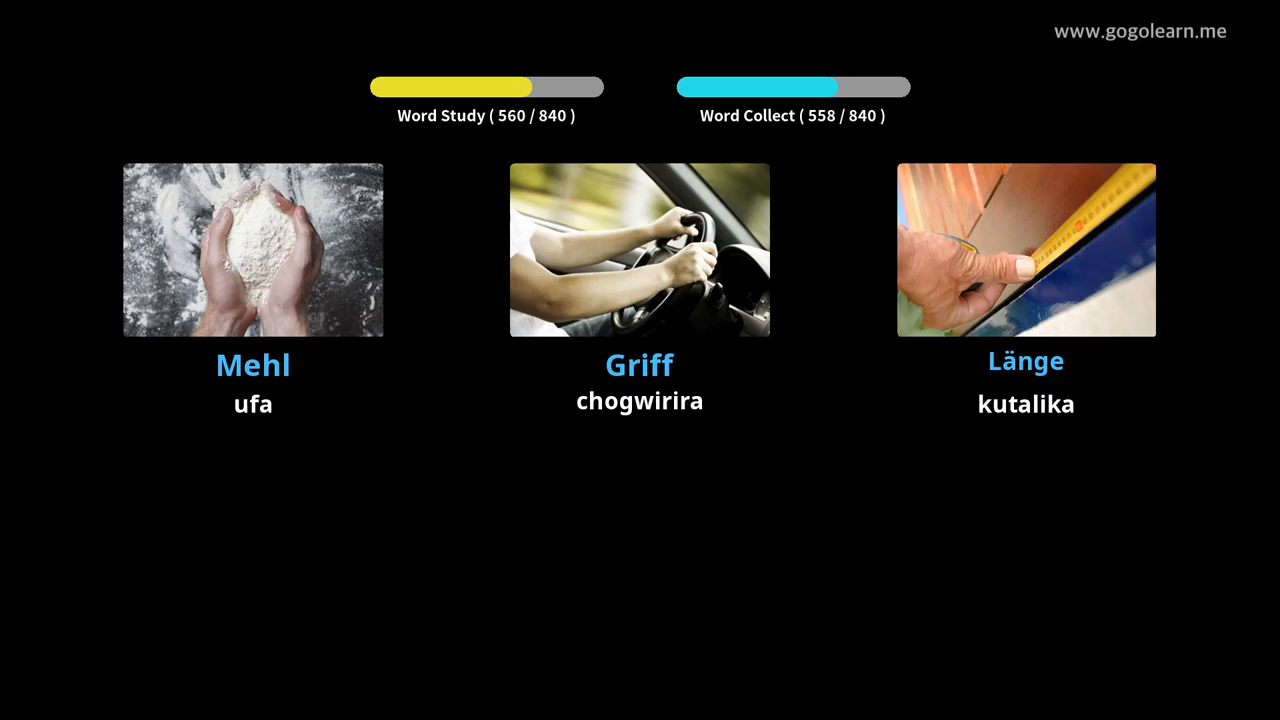 www.gogolearn.me
Word Study ( 560 / 840 )
Word Collect ( 558 / 840 )
Mehl
ufa
Griff
chogwirira
Länge
kutalika